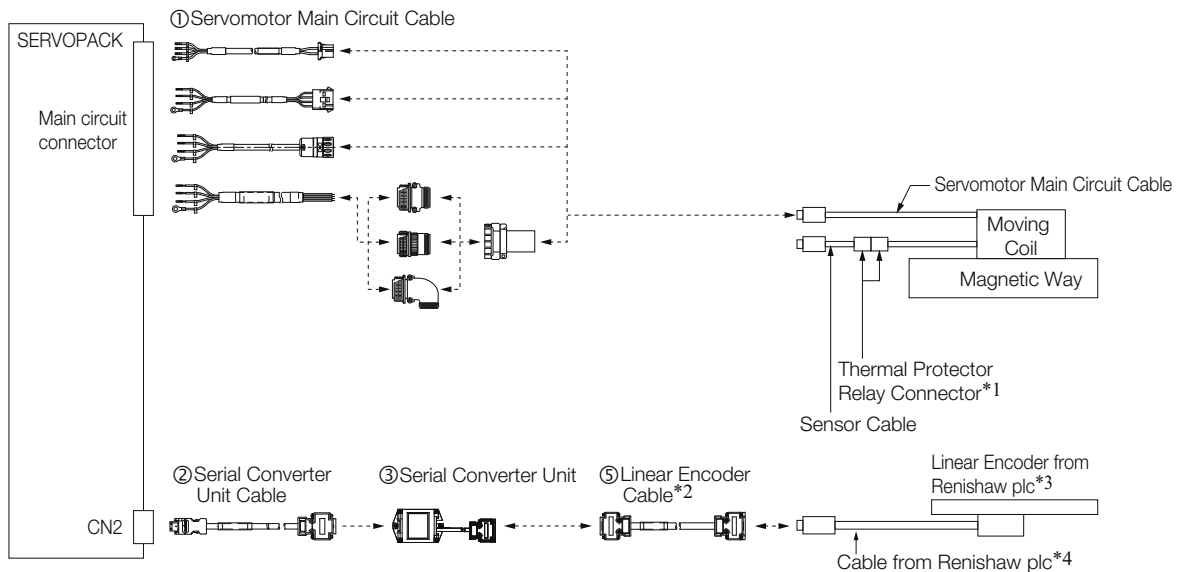 ①Servomotor Main Circuit Cable
SERVOPACK
Main circuit
connector
Servomotor Main Circuit Cable
Moving
Coil
Magnetic Way
Thermal Protector
Relay Connector*1
Sensor Cable
②Serial Converter
Unit Cable
③Serial Converter Unit
⑤Linear Encoder
Cable*2
Linear Encoder from
Renishaw plc*3
CN2
Cable from Renishaw plc*4